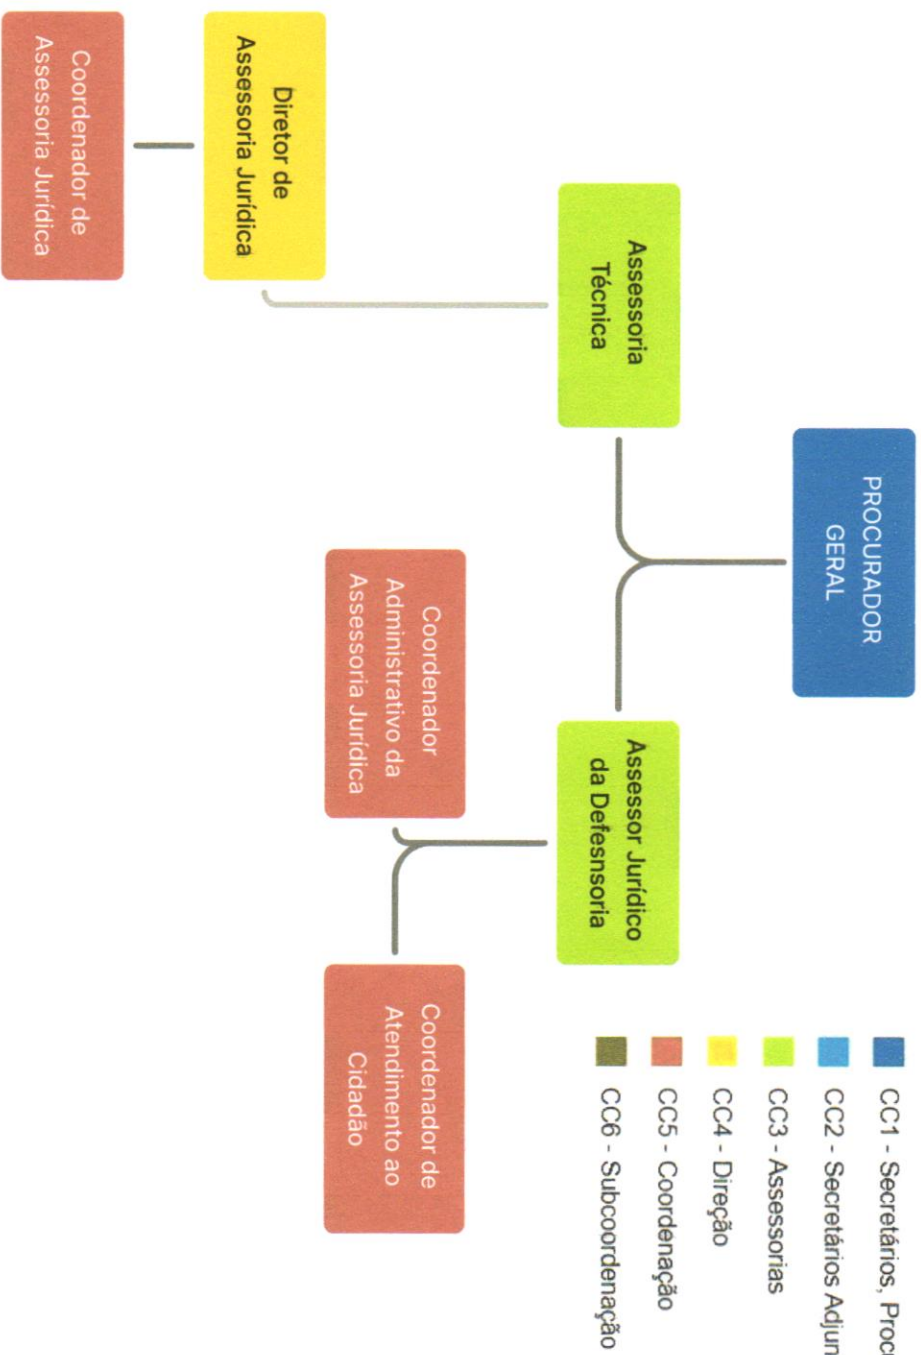 PROCURADOR
GERAL
Assessoria
Técnica
Assessor Jurídico
da Defesnsoria
Diretor de
Assessoria Jurídica
Coordenador de
Assessoria Jurídica
Coordenador
Administrativo da
Assessoria Jurídica
Coordenador de
Atendimento ao
Cidadão
CC1 - Secretários,
CC2 - Secretários
CC3 - Assessorias
CC4 - Direção
CC5 - Coordenação
CC6 - Subcoordenação